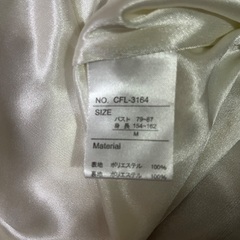 NO. CFL-3164
SIZE
バスト 79-87
身長 154-162
M
Material
表地 ポリエステル 100%
裏地 ポリエステル 100%